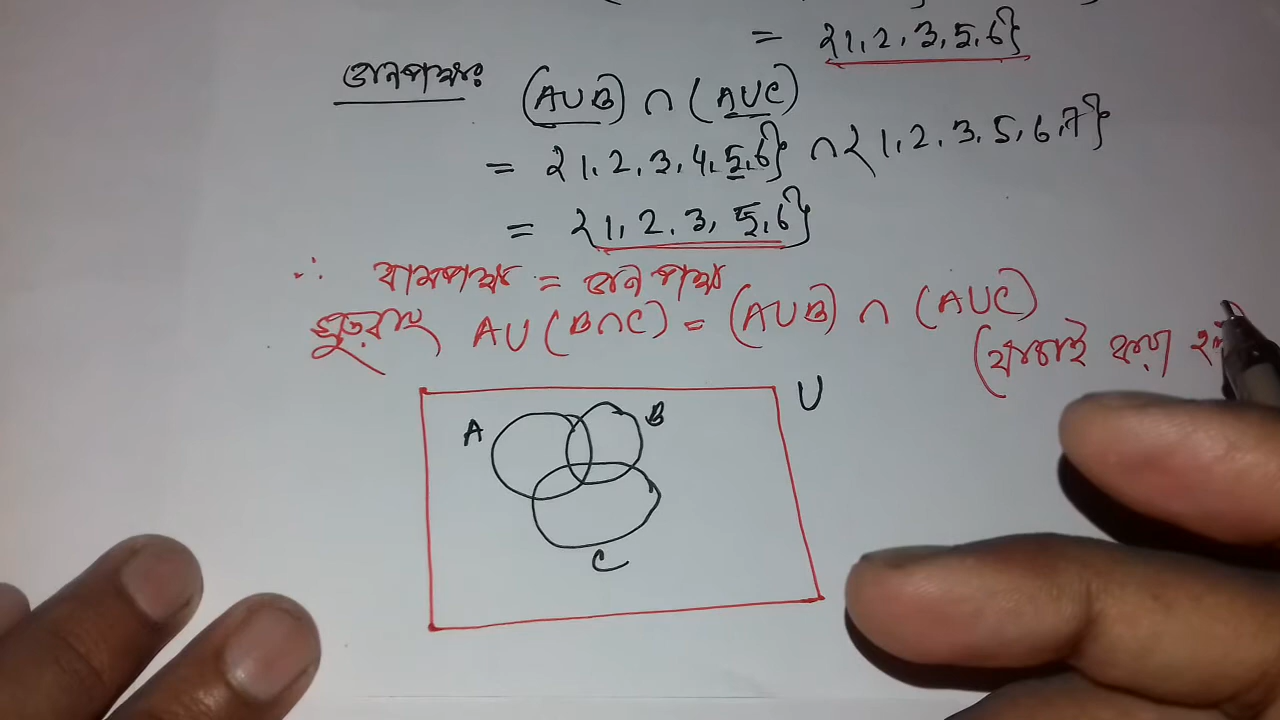 = {1, 2, 3, 5, 6}
ডানপক্ষঃ (A∪B) ∩ (A∪C)
= {1, 2, 3, 4, 5, 6} ∩ {1, 2, 3, 5, 6, 7}
= {1, 2, 3, 5, 6}
∴ বামপক্ষ = ডানপক্ষ
সুতরাং A∪(B∩C) = (A∪B) ∩ (A∪C)
(যাচাই করা
U
A B
C